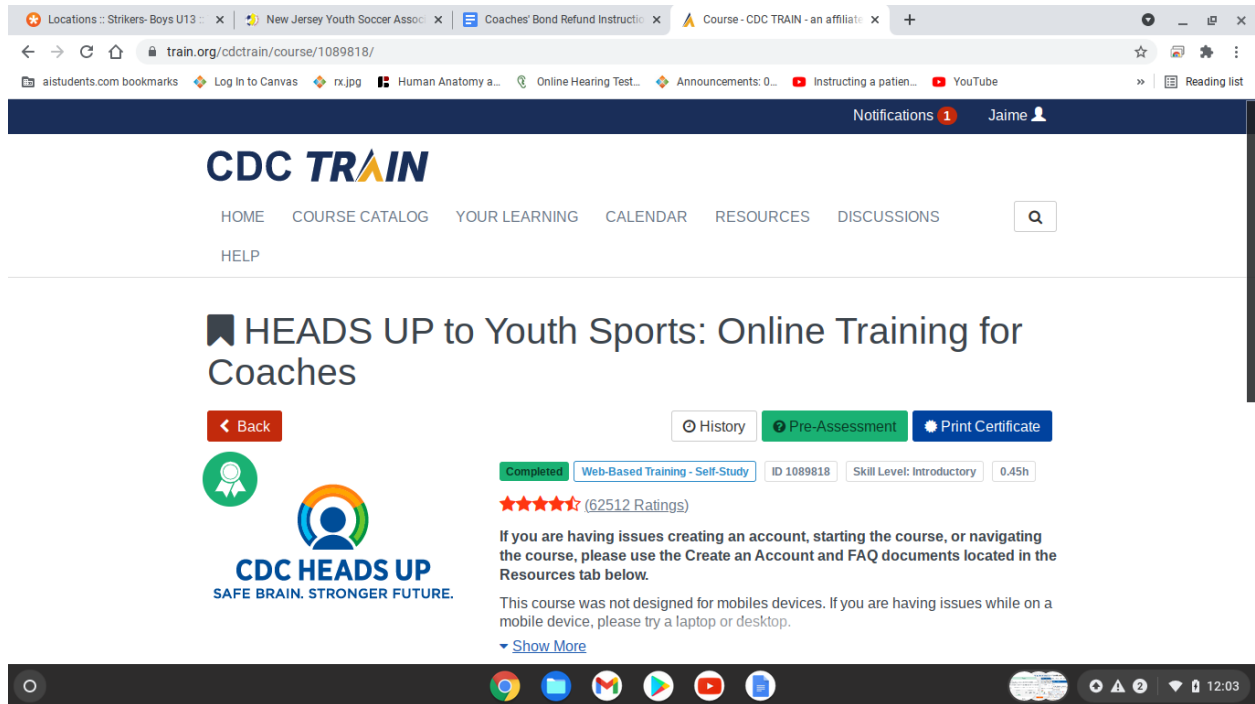 Locations :: Strikers- Boys U13 ::
New Jersey Youth Soccer Associ
Coaches' Bond Refund Instructio
Course - CDC TRAIN - an affiliate
train.org/cdctrain/course/1089818/
aistudents.com bookmarks
Log In to Canvas
rx.jpg
Human Anatomy a...
Online Hearing Test...
Announcements: 0...
Instructing a patien...
YouTube
»
Reading list
Notifications 1
Jaime
CDC TRAIN
HOME
COURSE CATALOG
YOUR LEARNING
CALENDAR
RESOURCES
DISCUSSIONS
HELP
HEADS UP to Youth Sports: Online Training for
Coaches
Back
History
Pre-Assessment
Print Certificate
Completed
Web-Based Training - Self-Study
ID 1089818
Skill Level: Introductory
0.45h
(62512 Ratings)
CDC HEADS UP
SAFE BRAIN. STRONGER FUTURE.
If you are having issues creating an account, starting the course, or navigating
the course, please use the Create an Account and FAQ documents located in the
Resources tab below.
This course was not designed for mobiles devices. If you are having issues while on a
mobile device, please try a laptop or desktop.
Show More
2
12:03